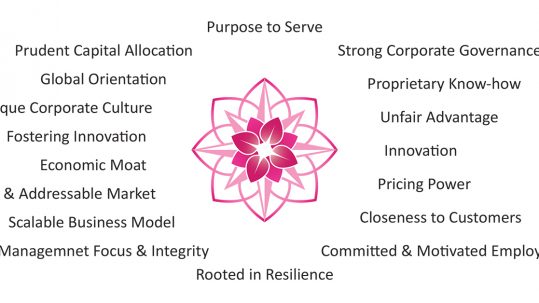 Purpose to Serve
Prudent Capital Allocation
Strong Corporate Governance
Global Orientation
Proprietary Know-how
que Corporate Culture
Unfair Advantage
Fostering Innovation
Innovation
Economic Moat
Pricing Power
& Addressable Market
Scalable Business Model
Closeness to Customers
Managemnet Focus & Integrity
Committed & Motivated Employ
Rooted in Resilience